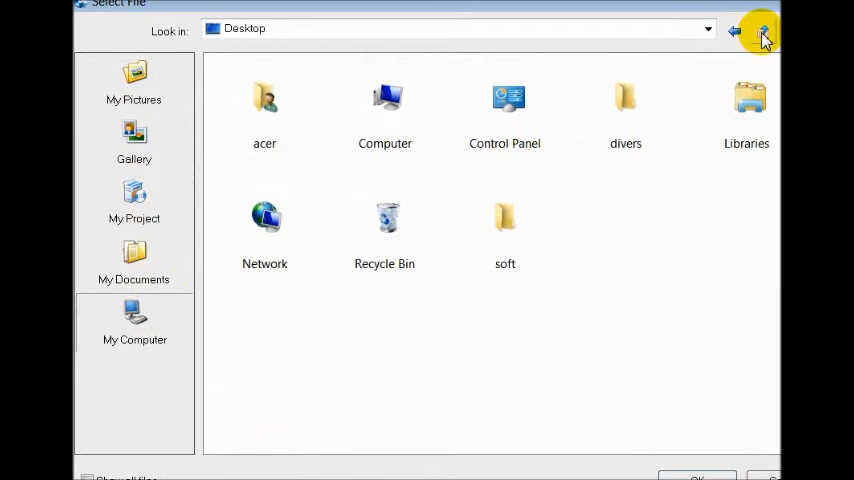 Select File
Look in:
Desktop
My Pictures
Gallery
My Project
My Documents
My Computer
acer
Computer
Control Panel
divers
Libraries
Network
Recycle Bin
soft
Show all files
OK